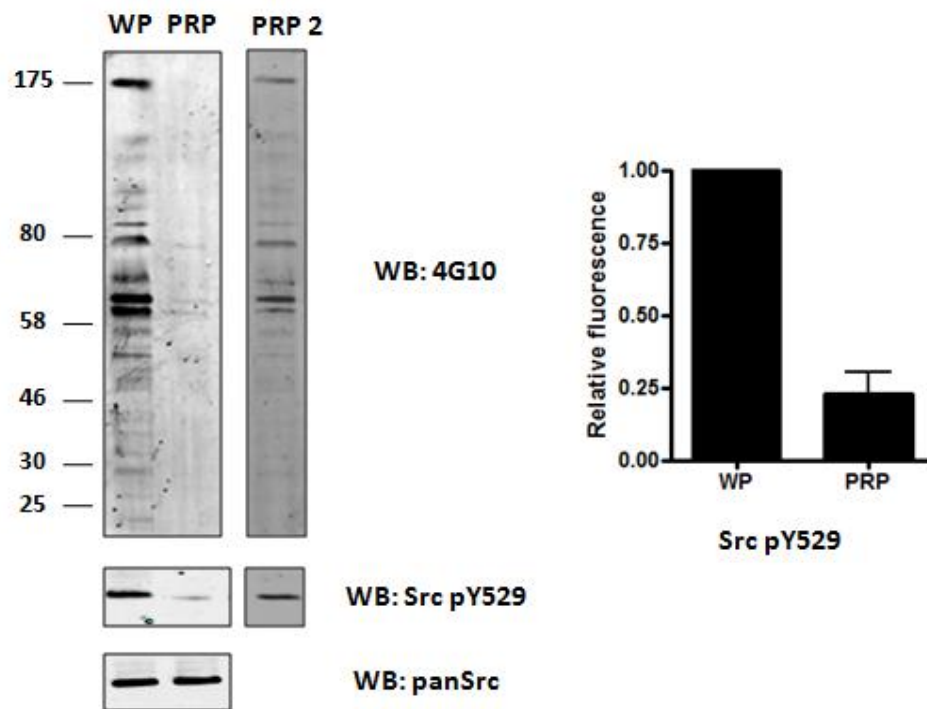 WP PRP PRP 2
175
80
58
46
30
25
WB: 4G10
WB: Src pY529
WB: panSrc
Relative fluorescence
1.00
0.75
0.50
0.25
0.00
WP PRP
Src pY529